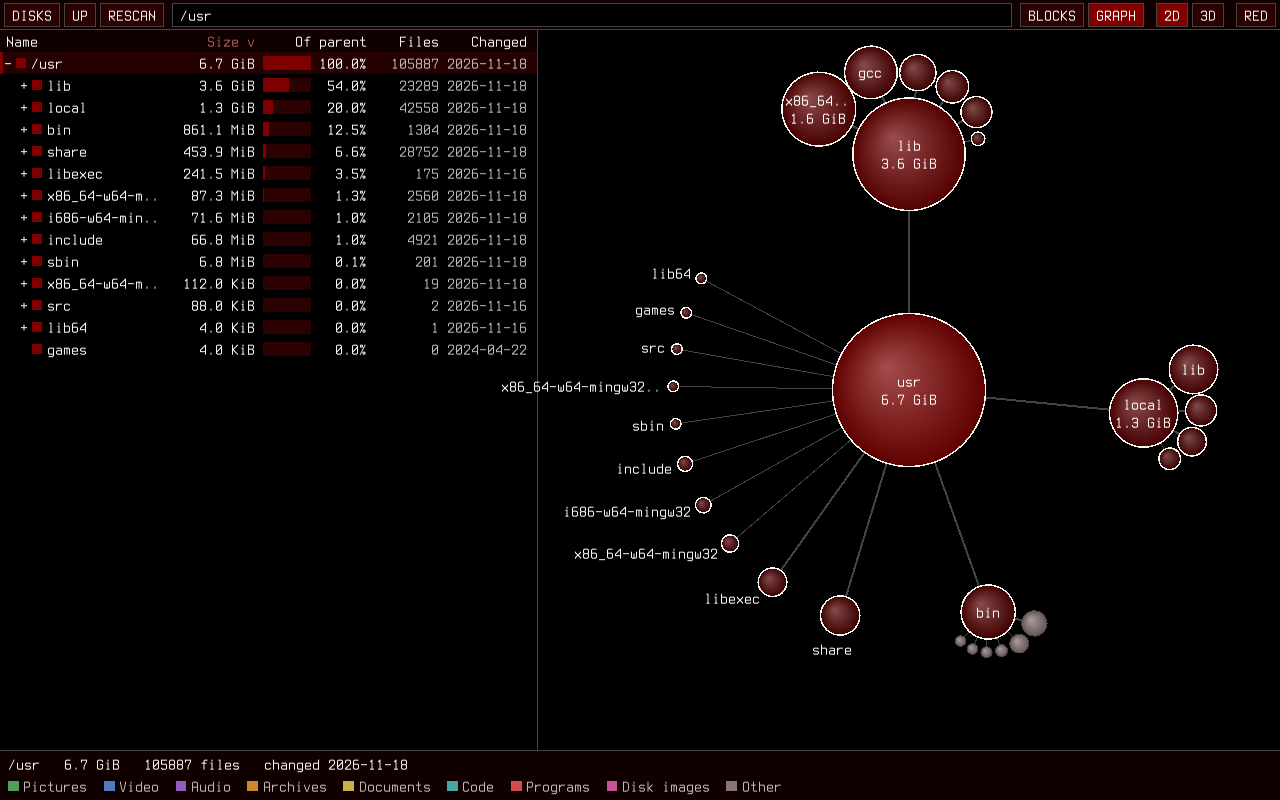 DISKS UP RESCAN /usr BLOCKS GRAPH 2D 3D RED
Name Size v Of parent Files Changed
- /usr 6.7 GiB 100.0% 105887 2026-11-18
+ lib 3.6 GiB 54.0% 23289 2026-11-18
+ local 1.3 GiB 20.0% 42558 2026-11-18
+ bin 861.1 MiB 12.5% 1304 2026-11-18
+ share 453.9 MiB 6.6% 28752 2026-11-18
+ libexec 241.5 MiB 3.5% 175 2026-11-16
+ x86_64-w64-m.. 87.3 MiB 1.3% 2560 2026-11-18
+ i686-w64-min.. 71.6 MiB 1.0% 2105 2026-11-18
+ include 66.8 MiB 1.0% 4921 2026-11-18
+ sbin 6.8 MiB 0.1% 201 2026-11-18
+ x86_64-w64-m.. 112.0 KiB 0.0% 19 2026-11-18
+ src 88.0 KiB 0.0% 2 2026-11-16
+ lib64 4.0 KiB 0.0% 1 2026-11-16
games 4.0 KiB 0.0% 0 2024-04-22
gcc
x86_64..
1.6 GiB
lib
3.6 GiB
lib64
games
src
x86_64-w64-mingw32..
sbin
include
i686-w64-mingw32
x86_64-w64-mingw32
libexec
share
usr
6.7 GiB
lib
local
1.3 GiB
bin
/usr 6.7 GiB 105887 files changed 2026-11-18
Pictures Video Audio Archives Documents Code Programs Disk images Other